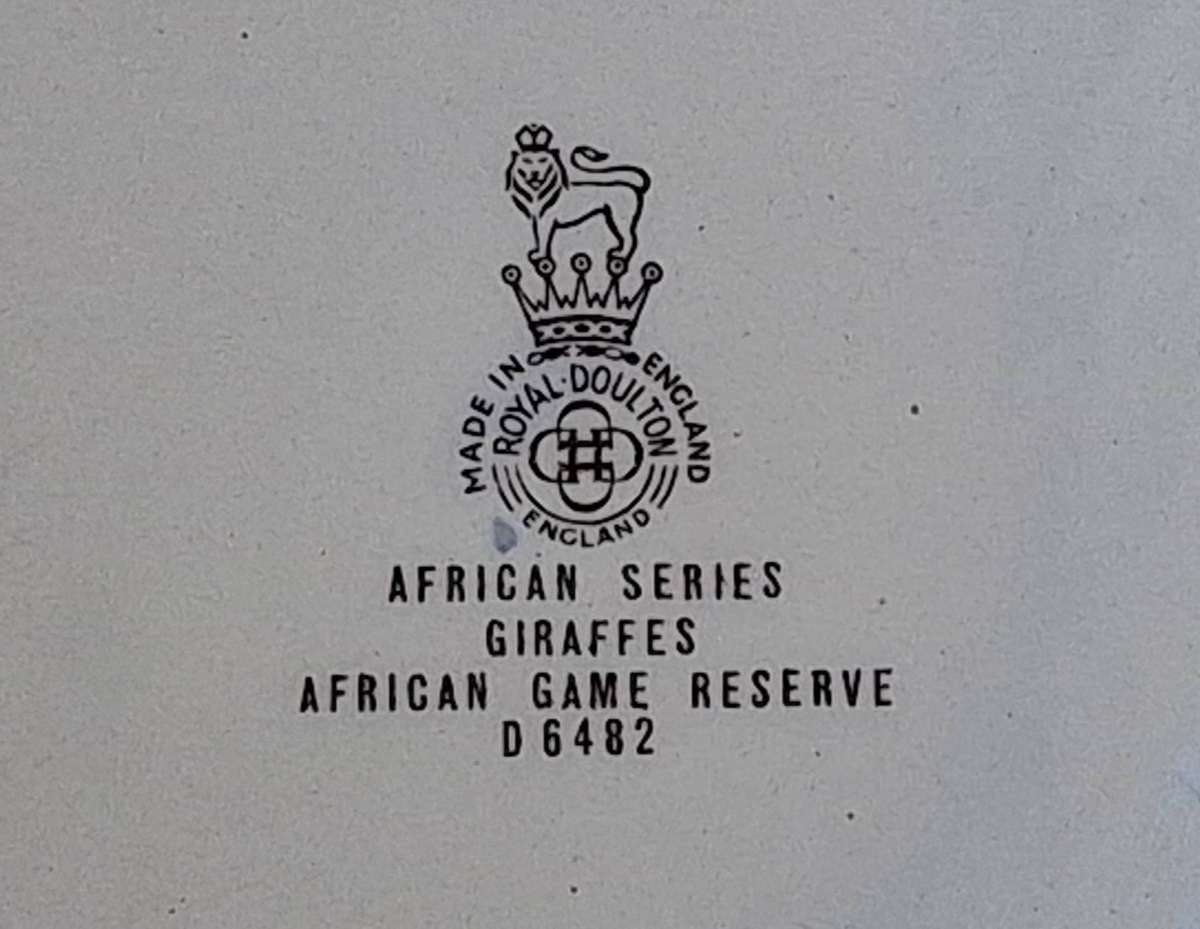 MADE IN ENGLAND
ROYAL·DOULTON
ENGLAND
AFRICAN SERIES
GIRAFFES
AFRICAN GAME RESERVE
D 6482